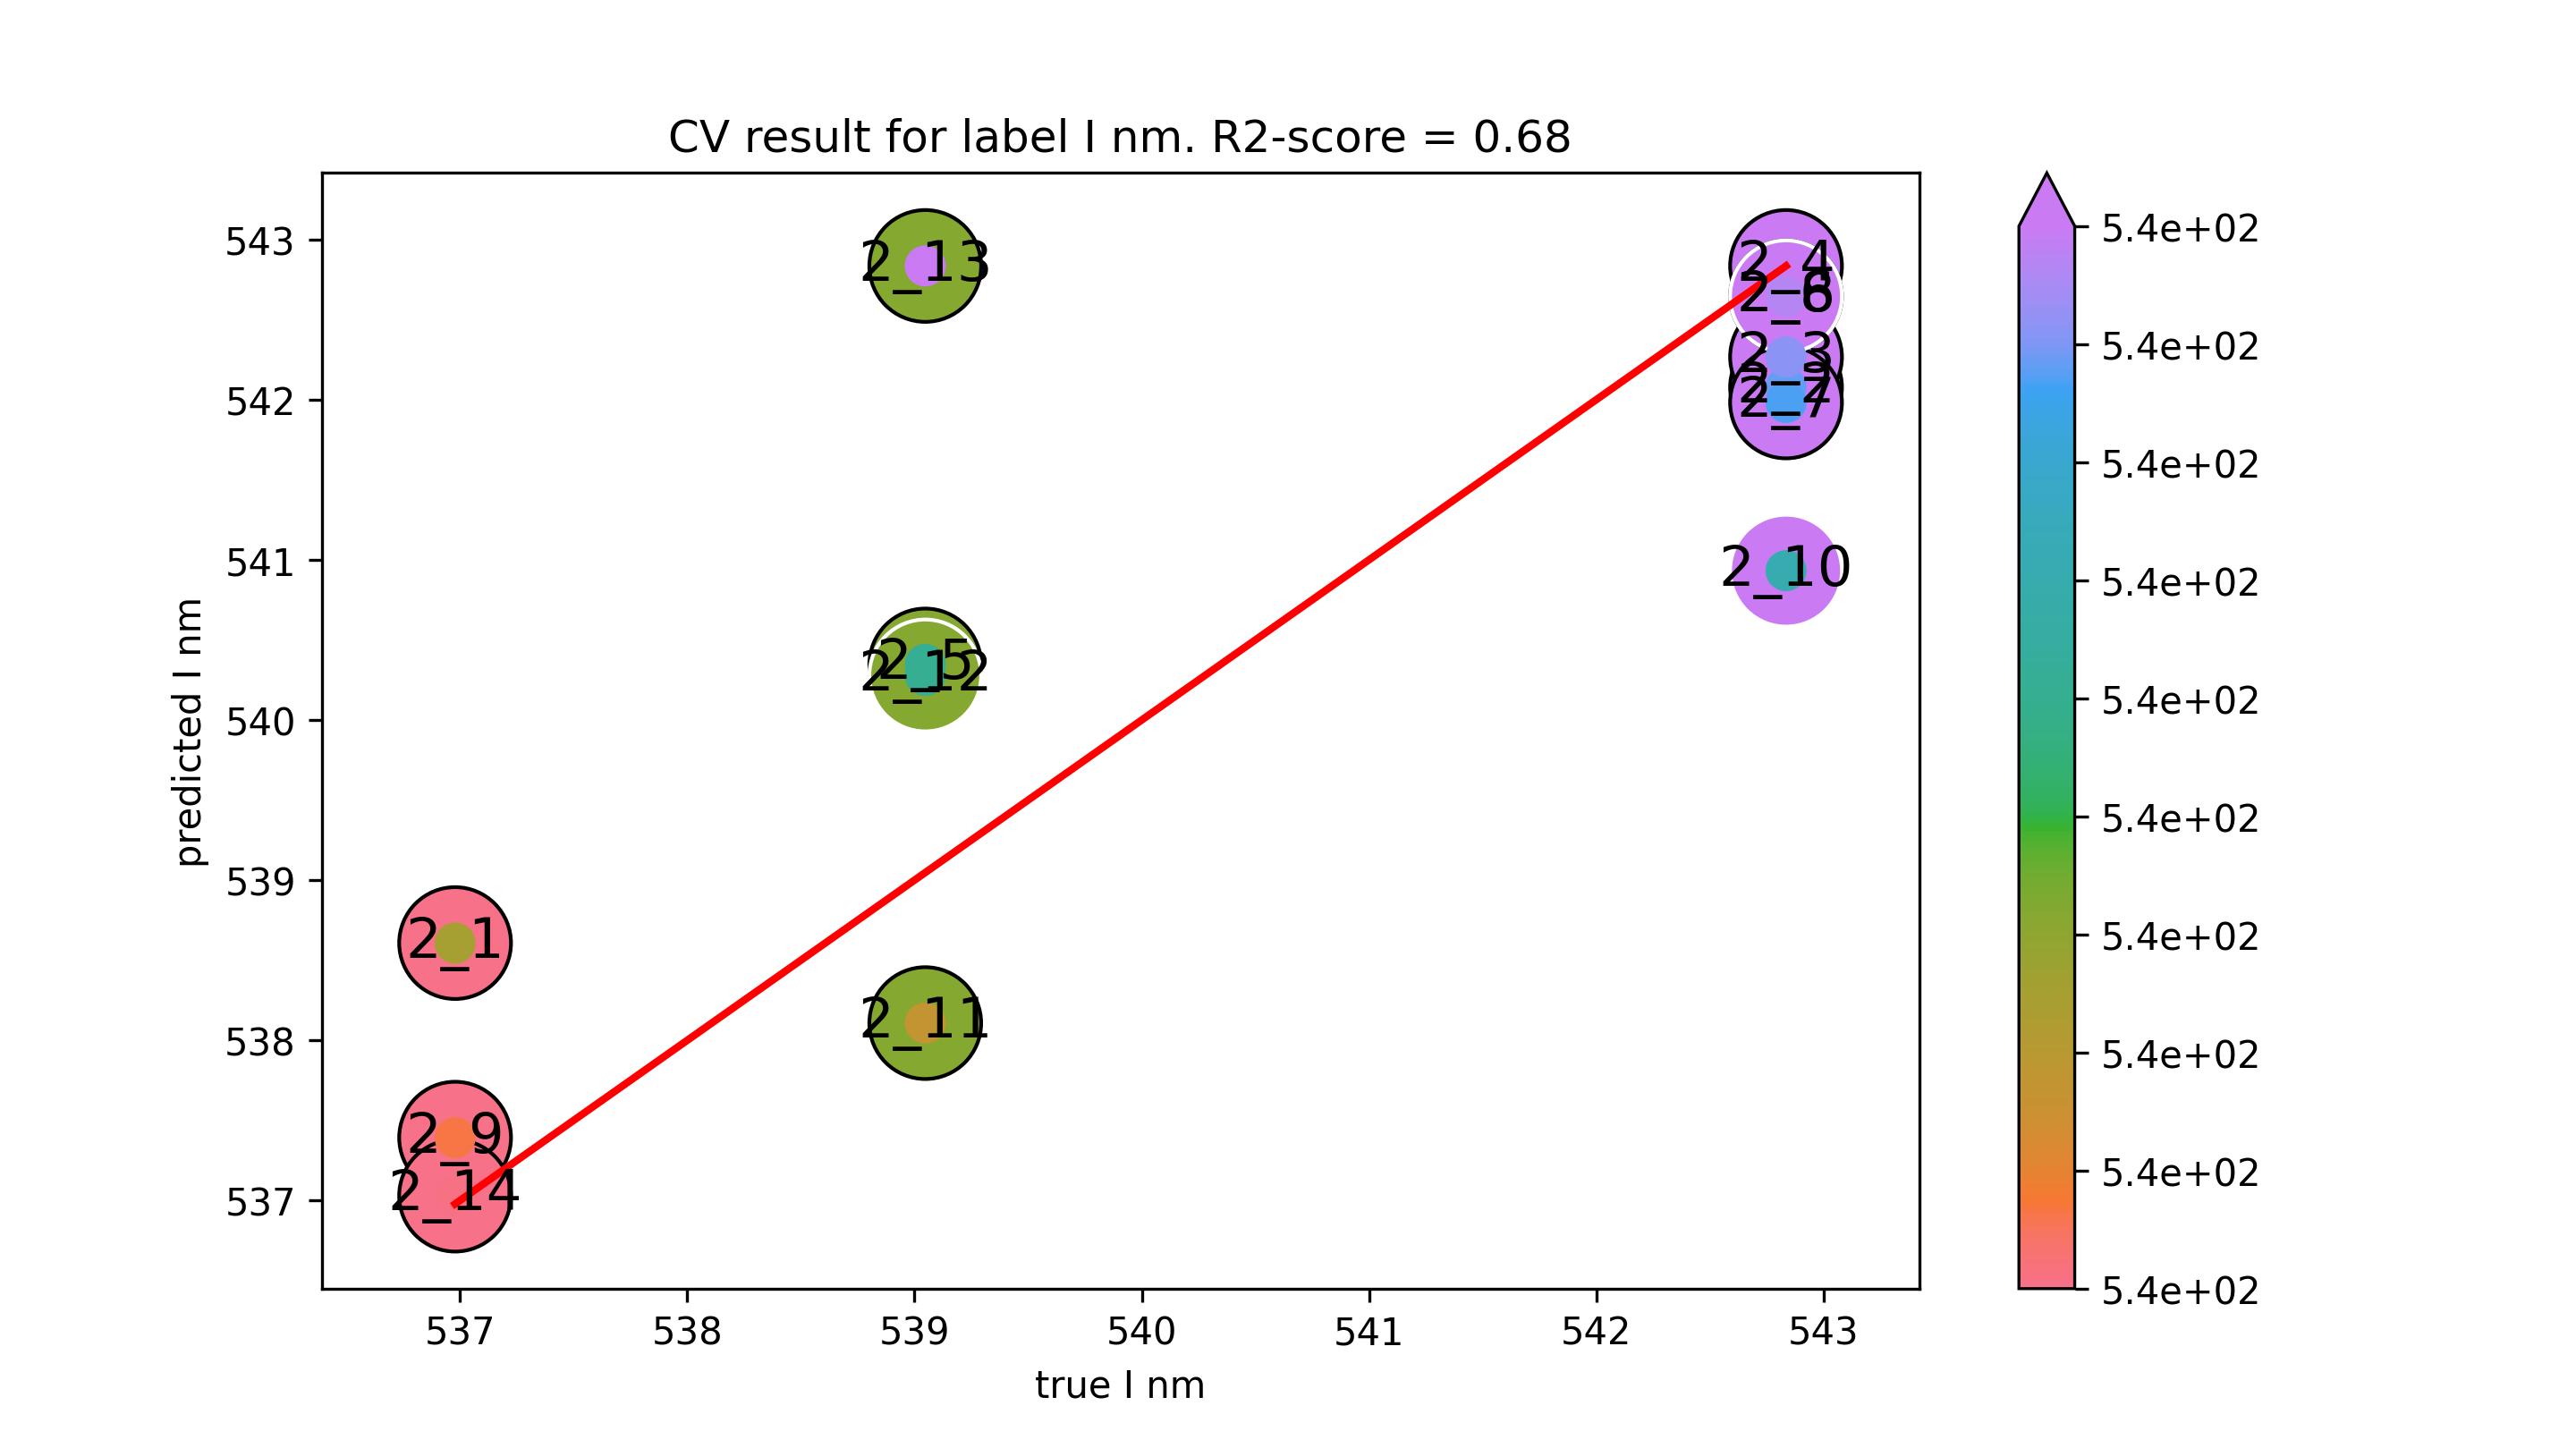 CV result for label I nm. R2-score = 0.68
543
542
541
540
539
538
537
predicted I nm
2_13
2_4
2_6
2_3
2_7
2_10
2_5
2_12
2_1
2_11
2_9
2_14
537
538
539
540
541
542
543
true I nm
5.4e+02
5.4e+02
5.4e+02
5.4e+02
5.4e+02
5.4e+02
5.4e+02
5.4e+02
5.4e+02
5.4e+02